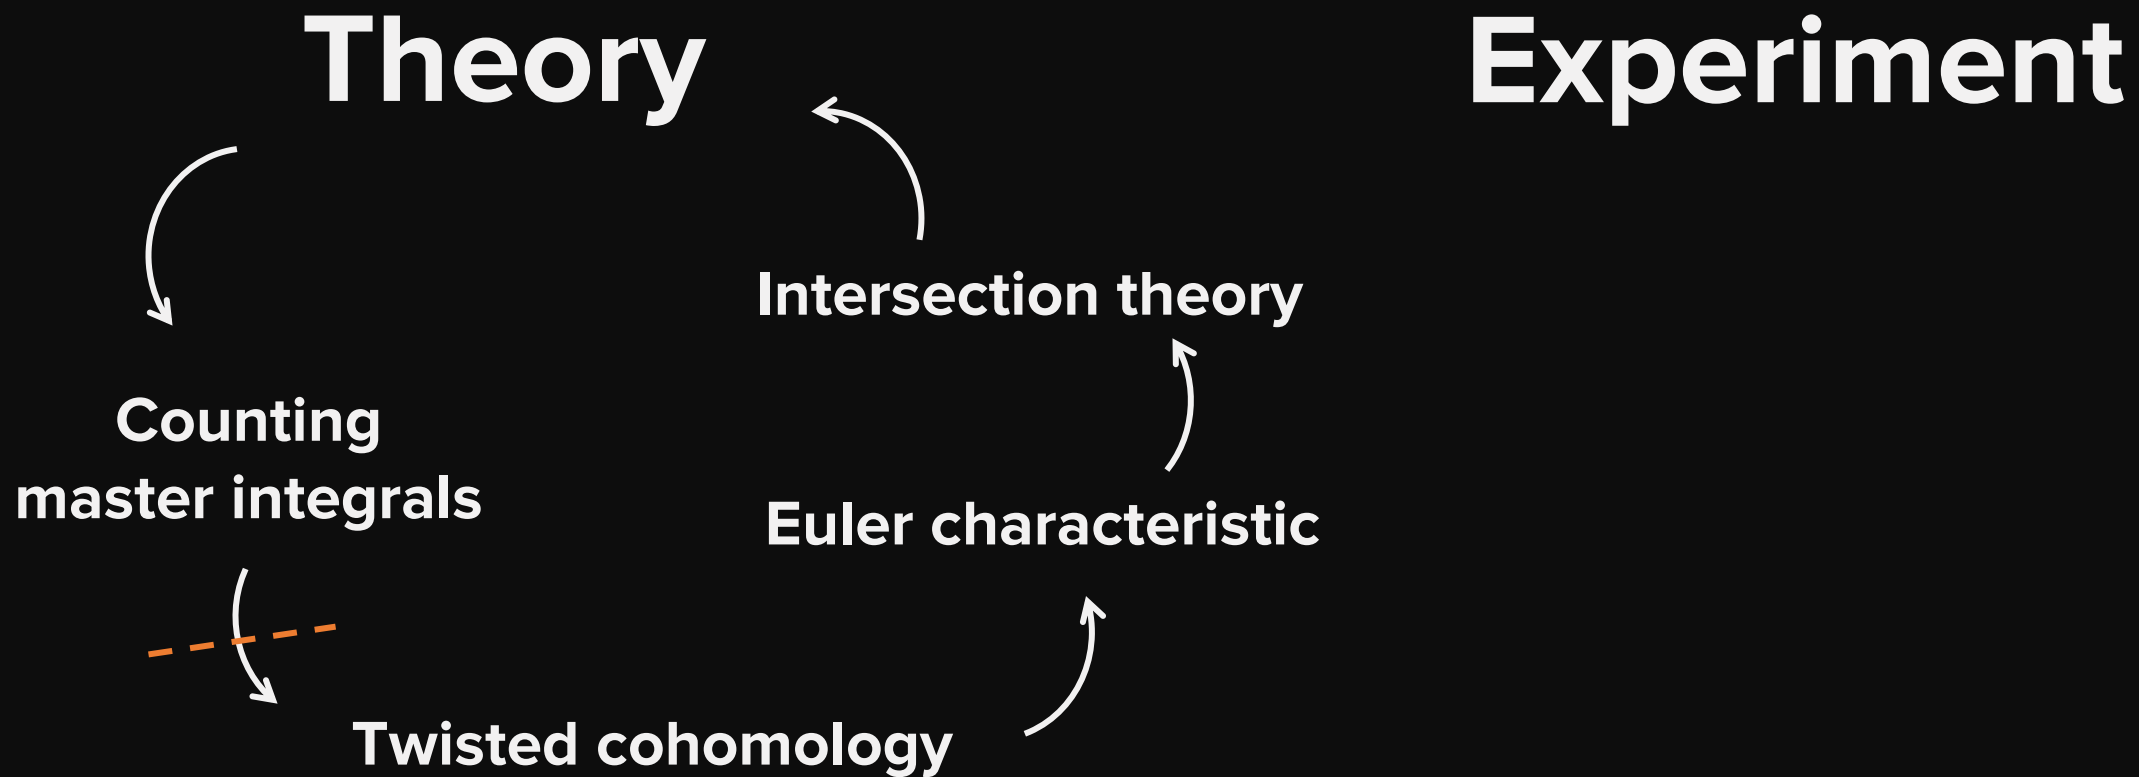 Theory
Experiment
Intersection theory
Counting
master integrals
Euler characteristic
Twisted cohomology